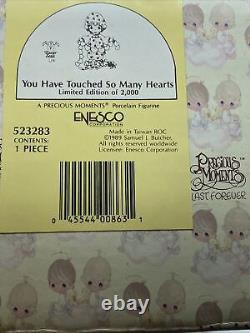 You Have Touched So Many Hearts
Limited Edition of 2,000
A PRECIOUS MOMENTS® Porcelain Figurine
ENESCO
CORPORATION
523283
CONTENTS:
1 PIECE
Made in Taiwan ROC
©1989 Samuel J. Butcher.
All rights reserved worldwide
Licensee: Enesco Corporation
0 45544 00863 1
PRECIOUS
MOMENTS
LAST FOREVER